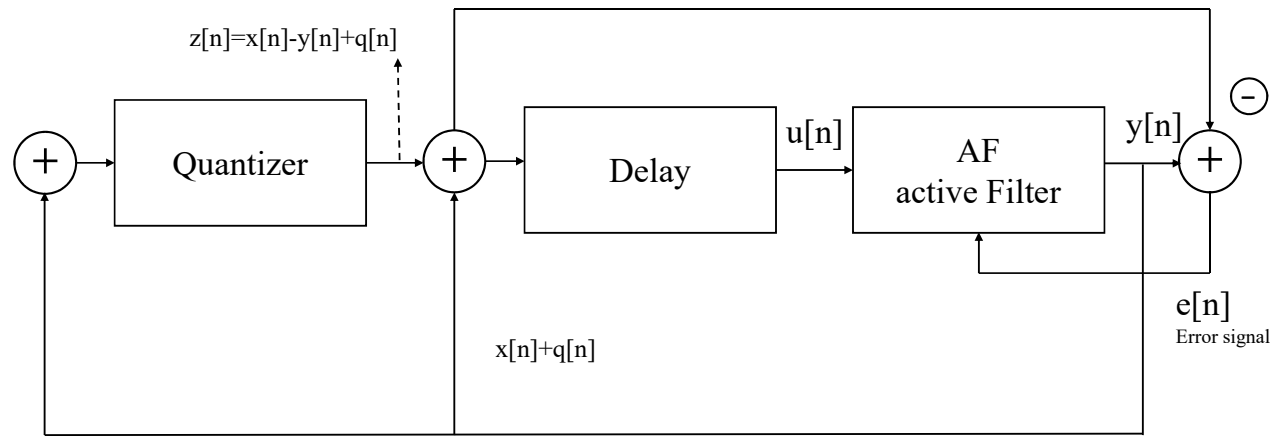 z[n]=x[n]-y[n]+q[n]
+
Quantizer
+
Delay
u[n]
AF
active Filter
y[n]
-
+
e[n]
Error signal
x[n]+q[n]